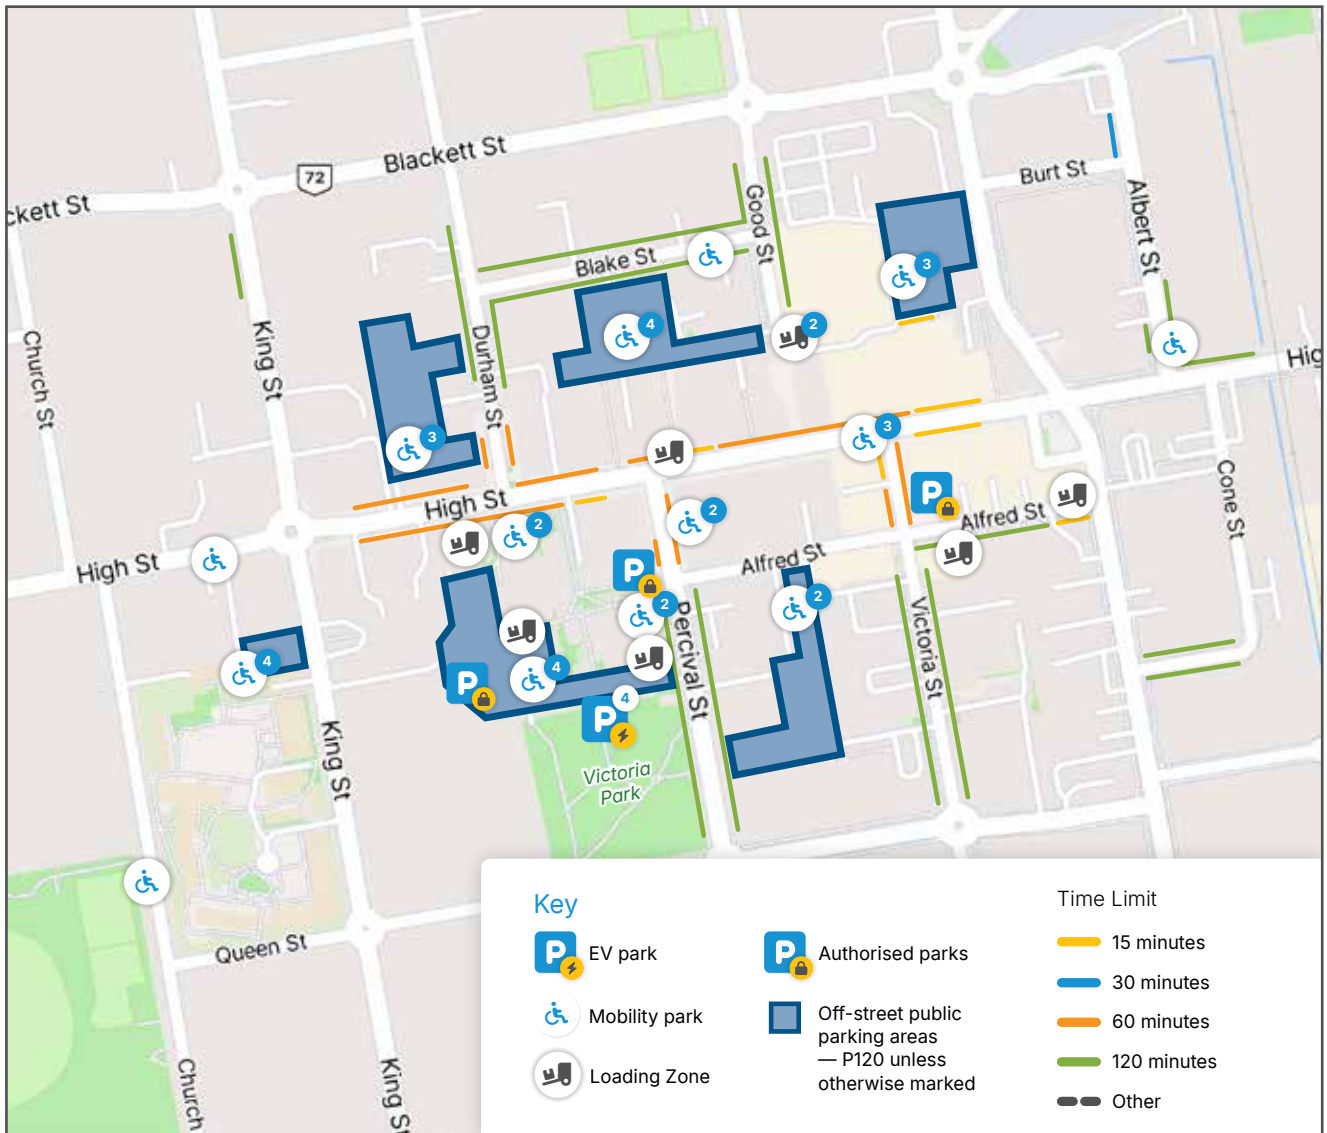 Blackett St
72
ckett St
Burt St
Good St
Albert St
Blake St
3
4
2
King St
Church St
Durham St
Hig
3
3
High St
2
2
Cone St
Alfred St
Alfred St
High St
2
2
Percival St
Victoria St
4
4
4
King St
Victoria
Park
Queen St
Church
King St
Key
EV park
Mobility park
Loading Zone
Authorised parks
Off-street public
parking areas
— P120 unless
otherwise marked
Time Limit
15 minutes
30 minutes
60 minutes
120 minutes
Other
P
P
P
P
P
P